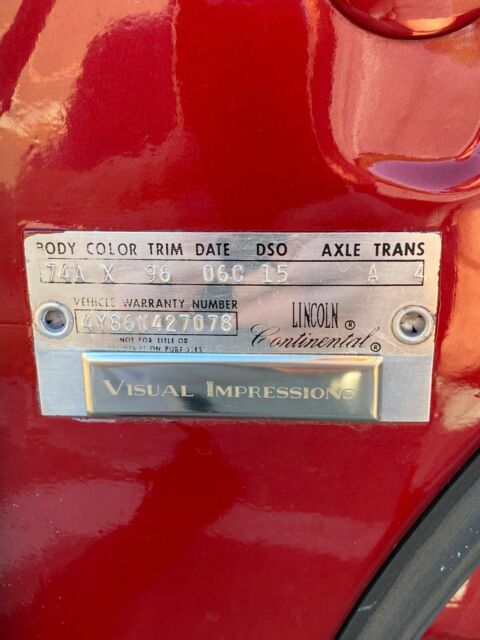 BODY COLOR TRIM DATE DSO AXLE TRANS
74A X 96 06C 15 A 4
VEHICLE WARRANTY NUMBER
4Y86N427078
NOT FOR TITLE OR
PURPOSES
LINCOLN ®
Continental ®
VISUAL IMPRESSIONS